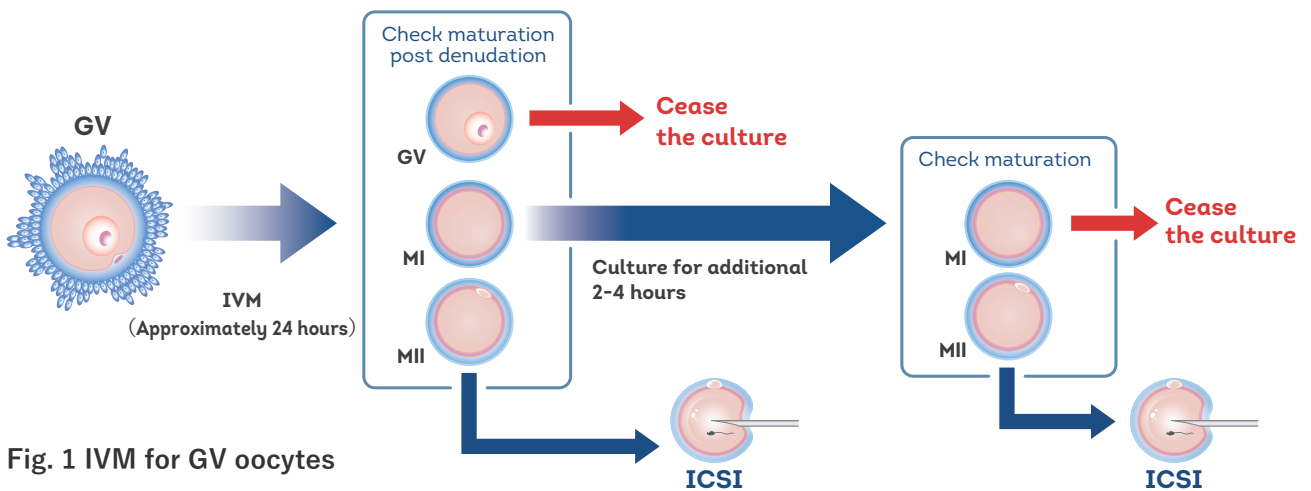 GV
IVM
(Approximately 24 hours)
Check maturation
post denudation
GV
MI
MII
Cease
the culture
Culture for additional
2-4 hours
ICSI
Check maturation
MI
MII
Cease
the culture
ICSI
Fig. 1 IVM for GV oocytes